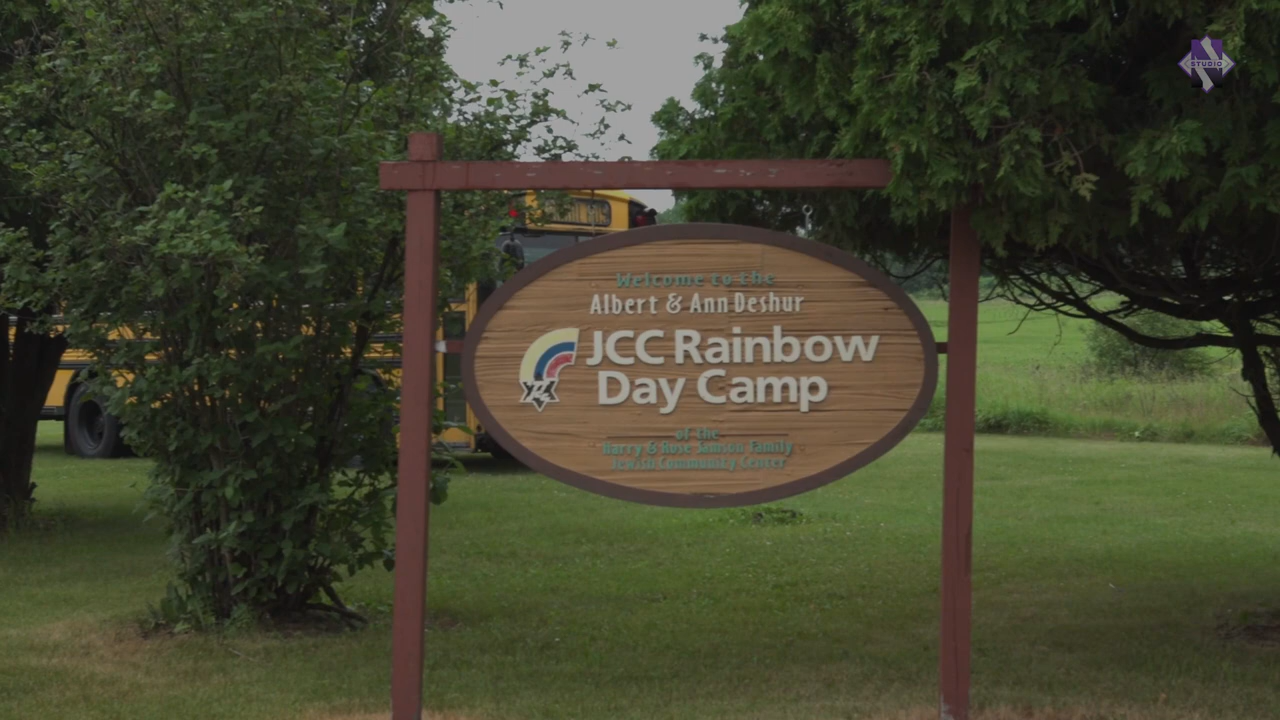 Welcome to the
Albert & Ann Deshur
JCC Rainbow
Day Camp
of the
Harry & Rose Samson Family
Jewish Community Center
STUDIO